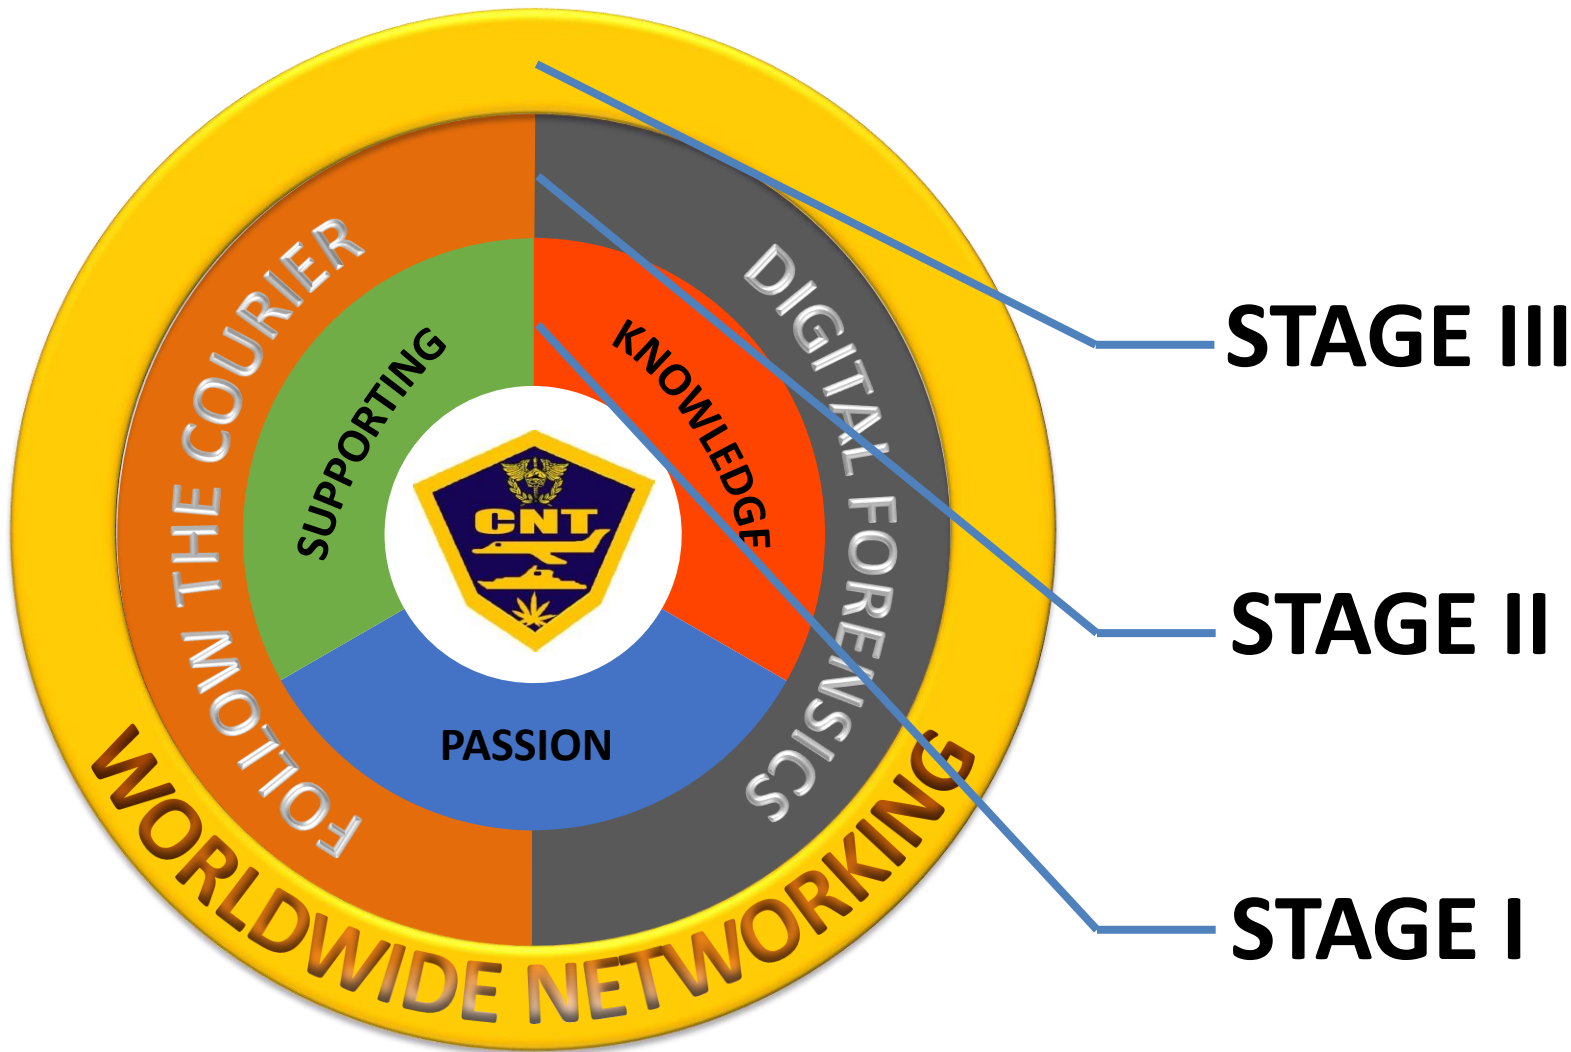 WORLDWIDE NETWORKING
FOLLOW THE COURIER
DIGITAL FORENSICS
SUPPORTING
KNOWLEDGE
PASSION
CNT
STAGE III
STAGE II
STAGE I